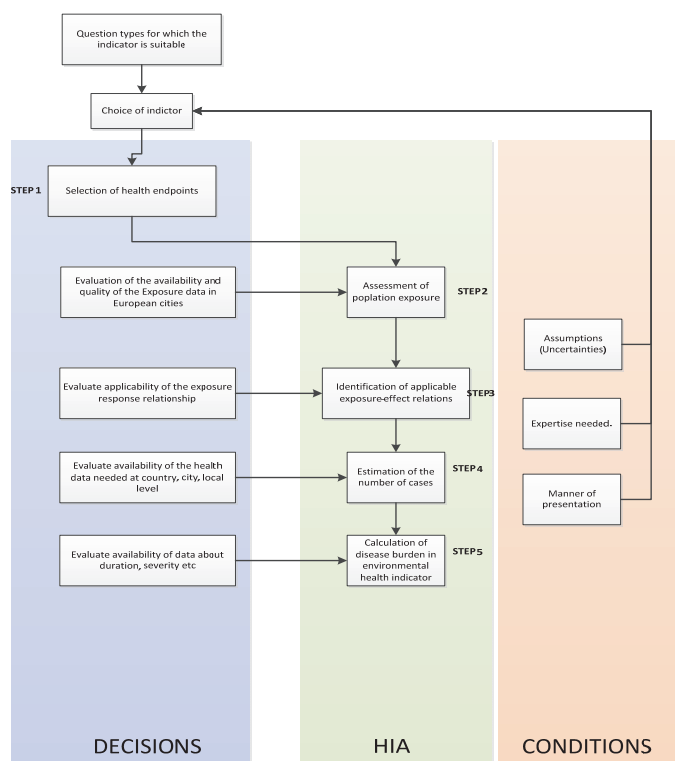 Question types for which the
indicator is suitable
Choice of indictor
STEP 1
Selection of health endpoints
Evaluation of the availability and
quality of the Exposure data in
European cities
Assessment of
poplation exposure
STEP2
Evaluate applicability of the exposure
response relationship
Identification of applicable
exposure-effect relations
STEP3
Evaluate availability of the health
data needed at country, city, local
level
Estimation of the
number of cases
STEP4
Evaluate availability of data about
duration, severity etc
Calculation of
disease burden in
environmental health
indicator
STEP5
Assumptions
(Uncertainties)
Expertise needed.
Manner of
presentation
DECISIONS
HIA
CONDITIONS